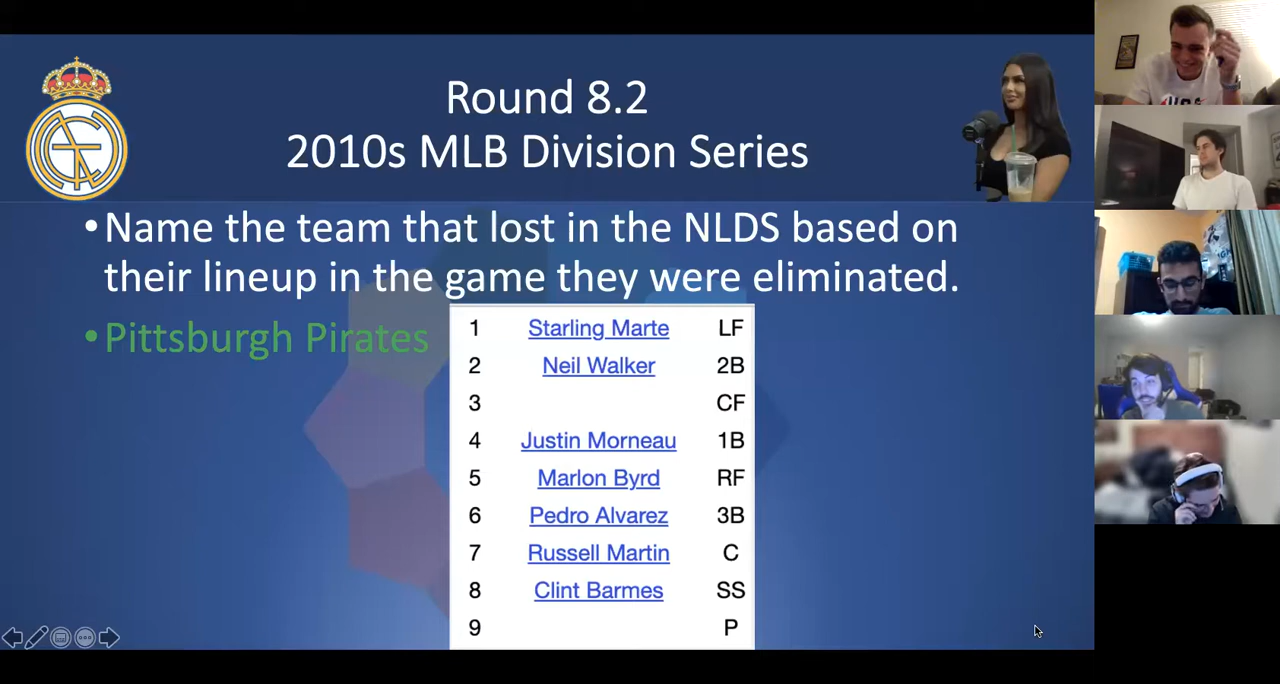 Round 8.2
2010s MLB Division Series
•Name the team that lost in the NLDS based on
their lineup in the game they were eliminated.
•Pittsburgh Pirates
1 Starling Marte LF
2 Neil Walker 2B
3 CF
4 Justin Morneau 1B
5 Marlon Byrd RF
6 Pedro Alvarez 3B
7 Russell Martin C
8 Clint Barmes SS
9 P